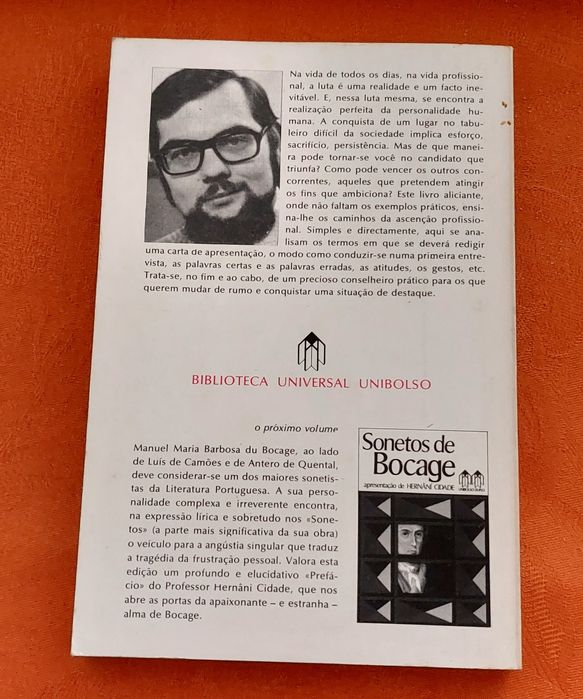 Na vida de todos os dias, na vida profissio-
nal, a luta é uma realidade e um facto ine-
vitável. E, nessa luta mesma, se encontra a
realização perfeita da personalidade hu-
mana. A conquista de um lugar no tabu-
leiro difícil da sociedade implica esforço,
sacrifício, persistência. Mas de que manei-
ra pode tornar-se você no candidato que
triunfa? Como pode vencer os outros con-
correntes, aqueles que pretendem atingir
os fins que ambiciona? Este livro aliciante,
onde não faltam os exemplos práticos, ensi-
na-lhe os caminhos da ascenção profissio-
nal. Simples e directamente, aqui se ana-
lisam os termos em que se deverá redigir
uma carta de apresentação, o modo como conduzir-se numa primeira entre-
vista, as palavras certas e as palavras erradas, as atitudes, os gestos, etc.
Trata-se, no fim e ao cabo, de um precioso conselheiro prático para os que
querem mudar de rumo e conquistar uma situação de destaque.
BIBLIOTECA UNIVERSAL UNIBOLSO
o próximo volume
Manuel Maria Barbosa du Bocage, ao lado
de Luís de Camões e de Antero de Quental,
deve considerar-se um dos maiores sonetis-
tas da Literatura Portuguesa. A sua perso-
nalidade complexa e irreverente encontra,
na expressão lírica e sobretudo nos «Sone-
tos» (a parte mais significativa da sua obra)
o veículo para a angústia singular que traduz
a tragédia da frustração pessoal. Valora esta
edição um profundo e elucidativo «Prefá-
cio» do Professor Hernâni Cidade, que nos
abre as portas da apaixonante – e estranha –
alma de Bocage.
Sonetos de
Bocage
apresentação de HERNÂNI CIDADE